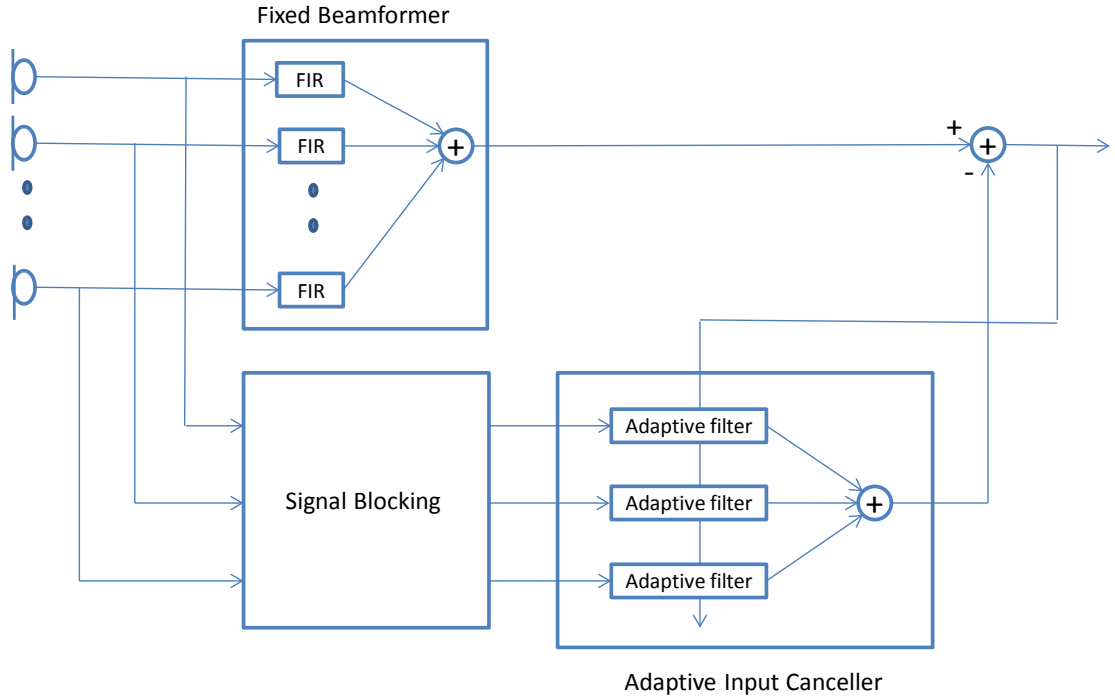 Fixed Beamformer
FIR
FIR
+
+
+
-
FIR
Adaptive filter
Signal Blocking
Adaptive filter
+
Adaptive filter
Adaptive Input Canceller